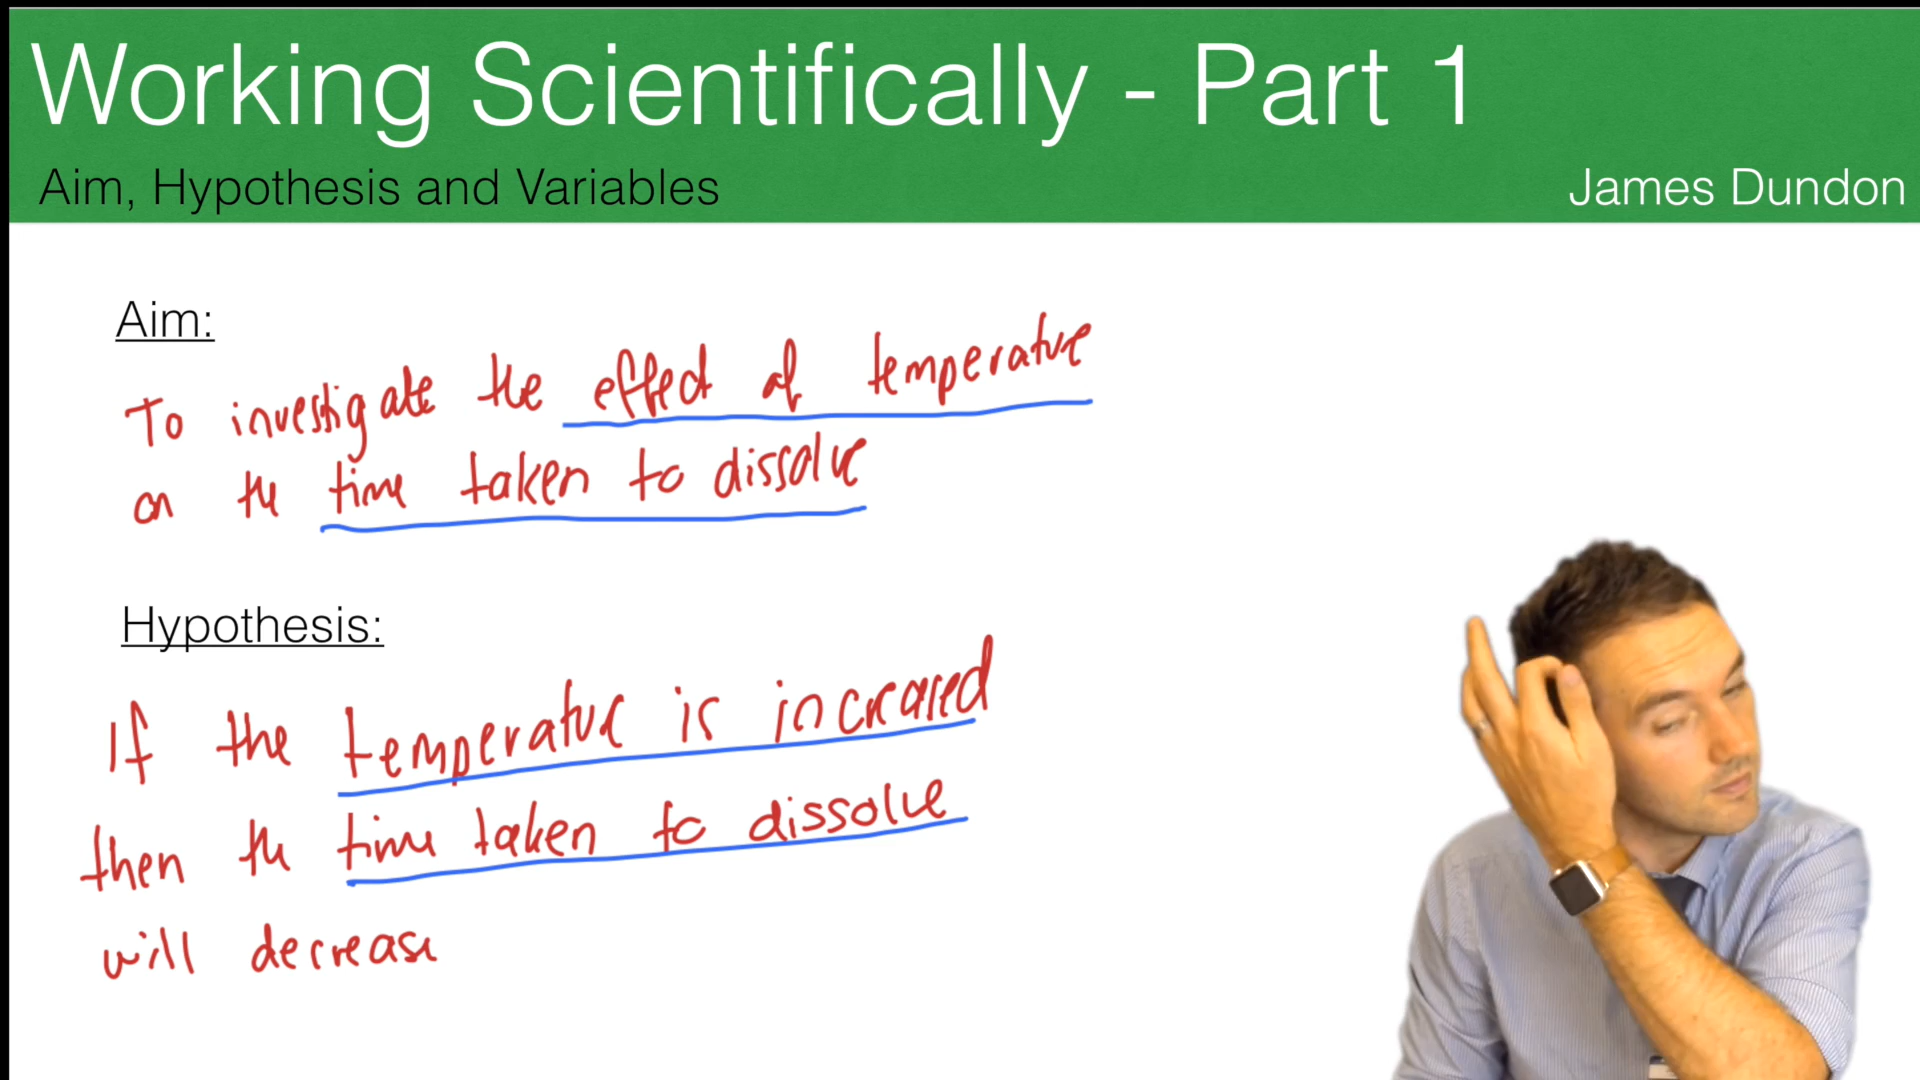 Working Scientifically - Part 1
Aim, Hypothesis and Variables
James Dundon
Aim:
To investigate the effect of temperature
on the time taken to dissolve
Hypothesis:
If the temperature is increased
then the time taken to dissolve
will decrease